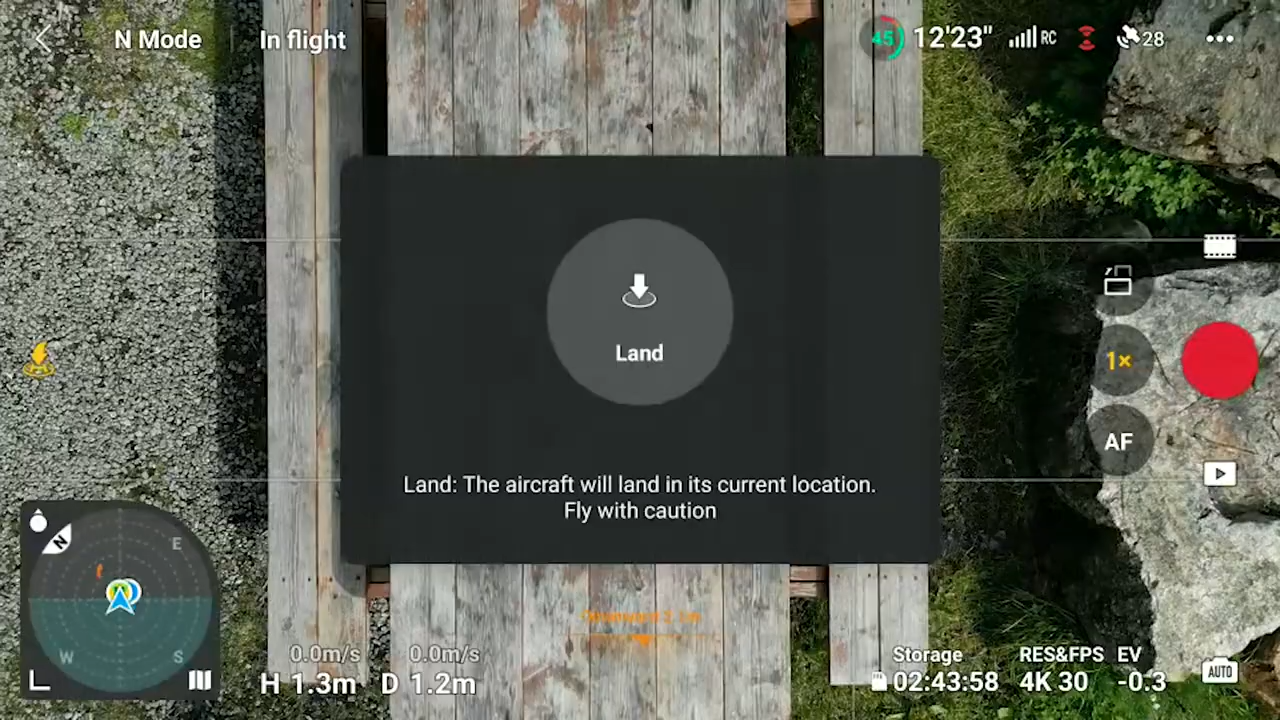 N Mode
In flight
45
12'23"
RC
28
Land
Land: The aircraft will land in its current location.
Fly with caution
1×
AF
N
E
W
S
L
0.0m/s
0.0m/s
H 1.3m
D 1.2m
Storage
02:43:58
RES&FPS
4K 30
EV
-0.3
AUTO